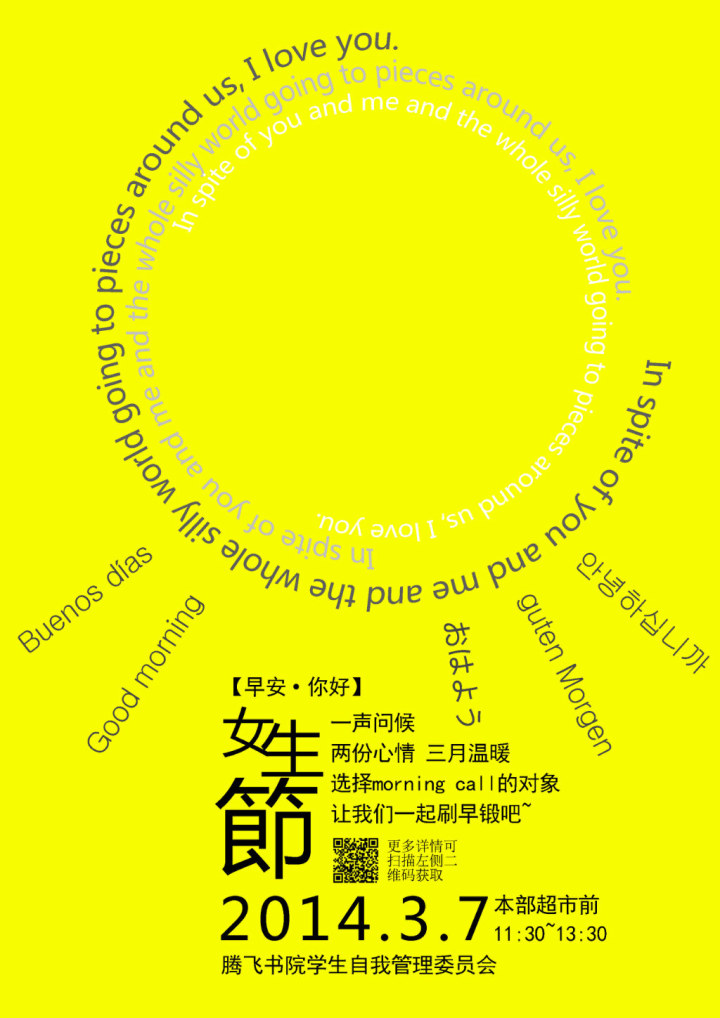 In spite of you and me and the whole silly world going to pieces around us, I love you.
In spite of you and me and the whole silly world going to pieces around us, I love you.
In spite of you and me and the whole silly world going to pieces around us, I love you.
Buenos días
Good morning
おはよう
guten Morgen
안녕하십니까
【早安·你好】
女生節
一声问候
两份心情 三月温暖
选择morning call的对象
让我们一起刷早锻吧~
更多详情可
扫描左侧二
维码获取
2014.3.7
本部超市前
11:30~13:30
腾飞书院学生自我管理委员会